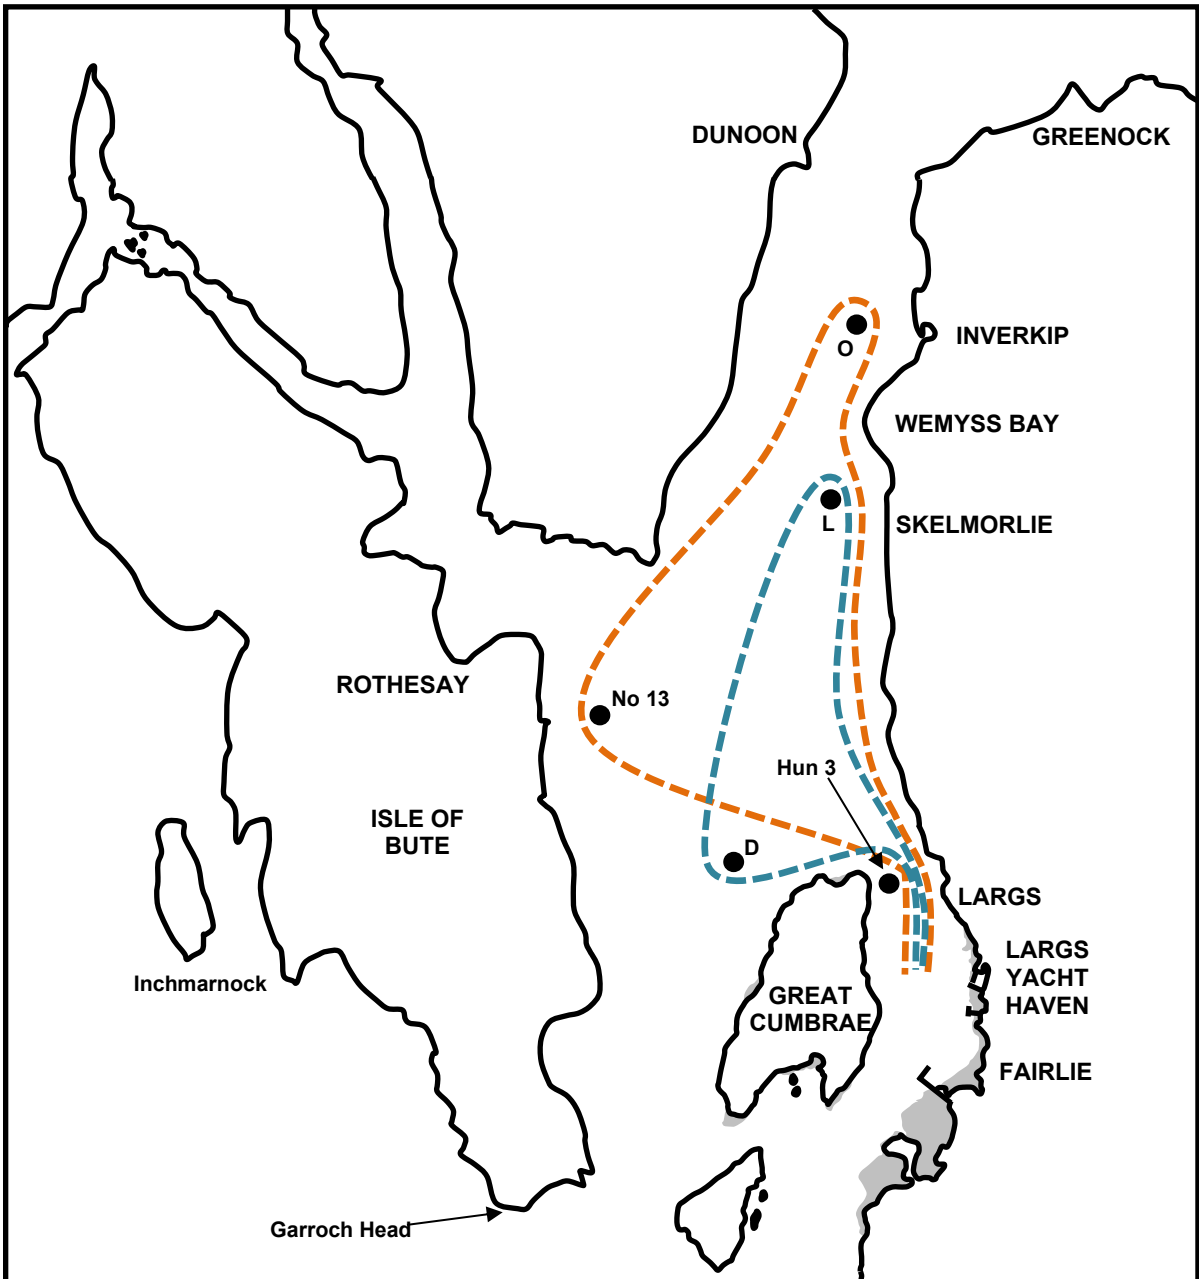 DUNOON
GREENOCK
INVERKIP
O
WEMYSS BAY
L
SKELMORLIE
ROTHESAY
No 13
Hun 3
ISLE OF
BUTE
D
LARGS
LARGS
YACHT
HAVEN
Inchmarnock
GREAT
CUMBRAE
FAIRLIE
Garroch Head